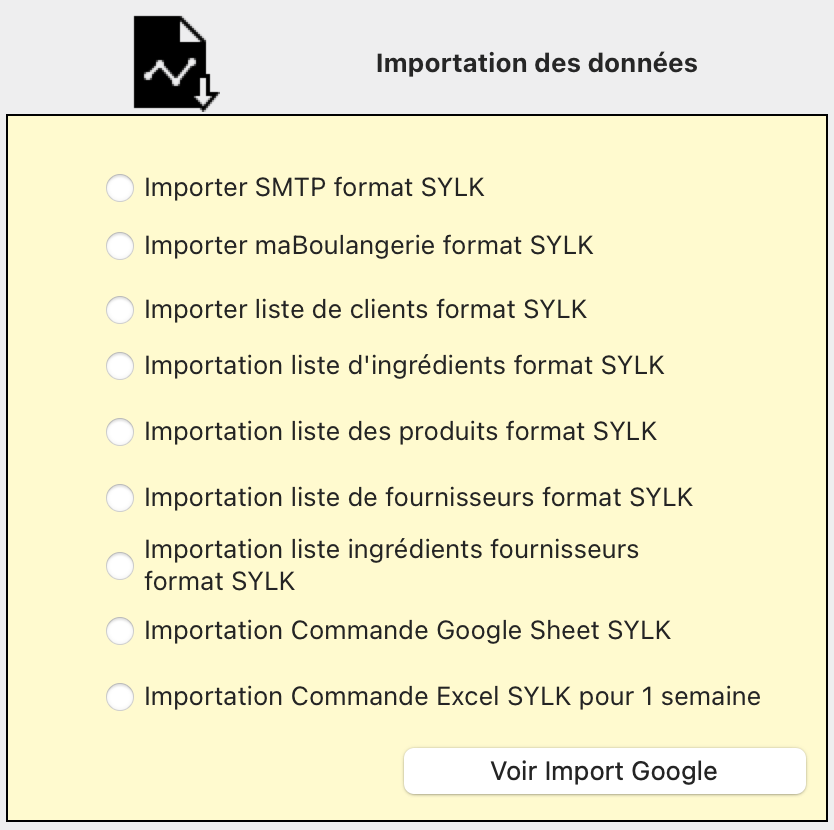 Importation des données
Importer SMTP format SYLK
Importer maBoulangerie format SYLK
Importer liste de clients format SYLK
Importation liste d'ingrédients format SYLK
Importation liste des produits format SYLK
Importation liste de fournisseurs format SYLK
Importation liste ingrédients fournisseurs
format SYLK
Importation Commande Google Sheet SYLK
Importation Commande Excel SYLK pour 1 semaine
Voir Import Google